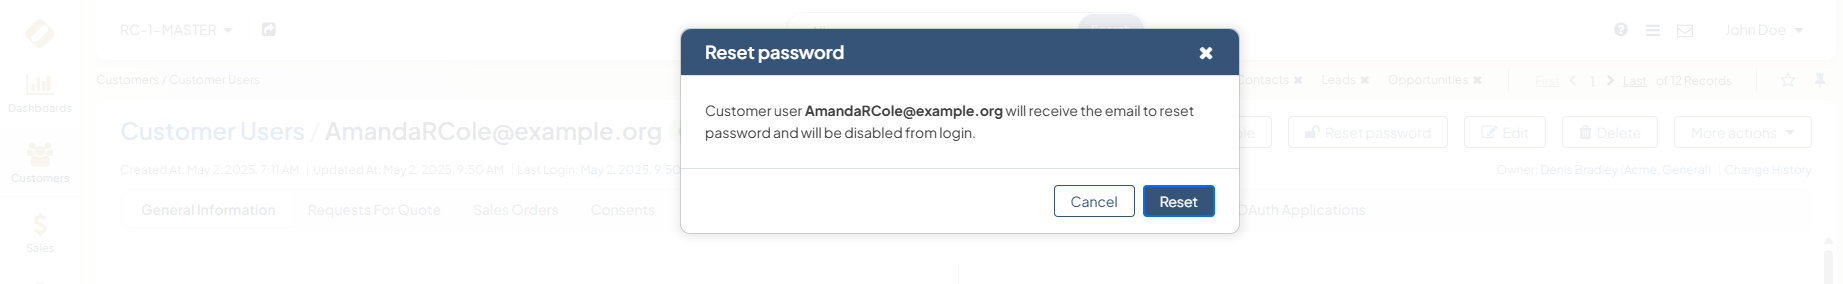 RC-1-MASTER
John Doe
Dashboards
Customers
Sales
Customers / Customer Users
Leads ✖ Opportunities ✖
First < 1 > Last of 12 Records
Customer Users / AmandaRCole@example.org
Reset password Edit Delete More actions
Created At: May 2, 2025, 7:11 AM | Updated At: May 2, 2025, 9:50 AM | Last Login: May 2, 2025, 9:50
Owner: Denis Bradley (Acme, General) | Change History
General Information Requests For Quote Sales Orders Consents
OAuth Applications
Reset password
Customer user AmandaRCole@example.org will receive the email to reset
password and will be disabled from login.
Cancel Reset